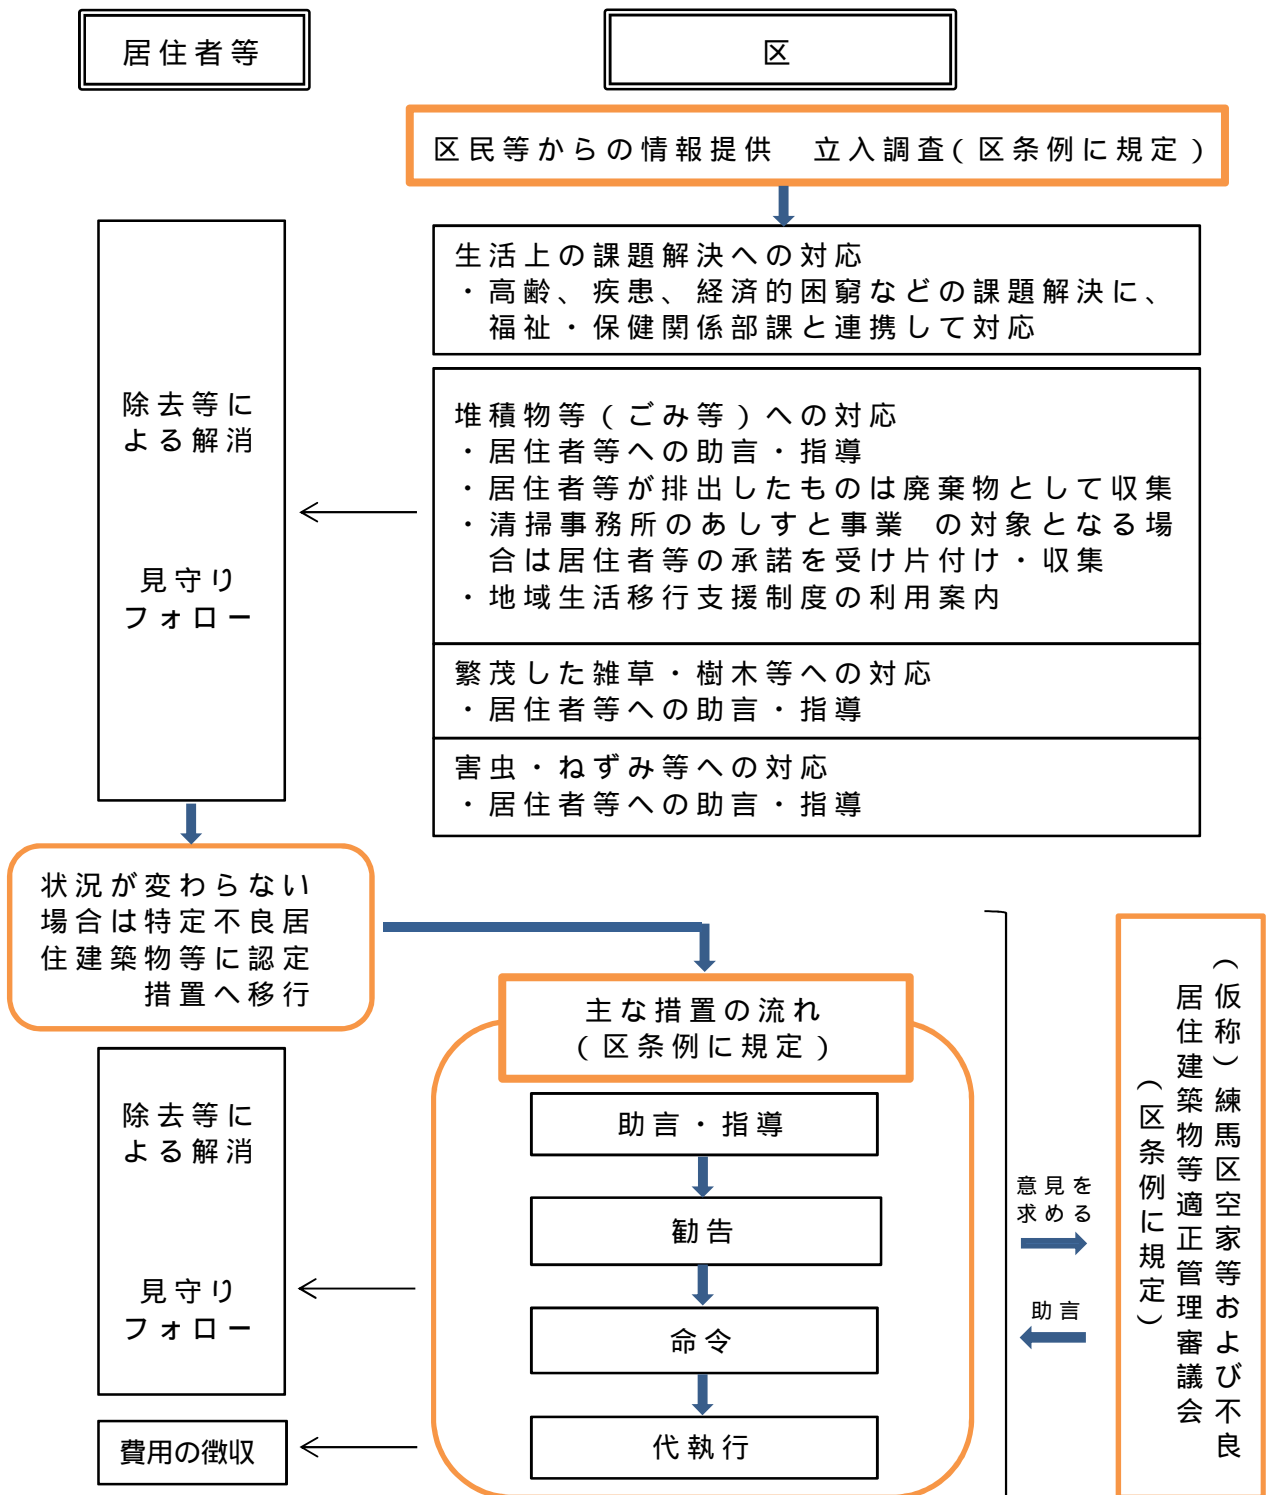 居住者等
区
区民等からの情報提供　立入調査(区条例に規定)
生活上の課題解決への対応
・高齢、疾患、経済的困窮などの課題解決に、
福祉・保健関係部課と連携して対応
堆積物等(ごみ等)への対応
・居住者等への助言・指導
・居住者等が排出したものは廃棄物として収集
・清掃事務所のあしすと事業　の対象となる場
合は居住者等の承諾を受け片付け・収集
・地域生活移行支援制度の利用案内
繁茂した雑草・樹木等への対応
・居住者等への助言・指導
害虫・ねずみ等への対応
・居住者等への助言・指導
除去等に
よる解消
見守り
フォロー
状況が変わらない
場合は特定不良居
住建築物等に認定
措置へ移行
主な措置の流れ
(区条例に規定)
助言・指導
勧告
命令
代執行
除去等に
よる解消
見守り
フォロー
費用の徴収
意見を
求める
助言
(仮称)練馬区空家等および不良
居住建築物等適正管理審議会
(区条例に規定)